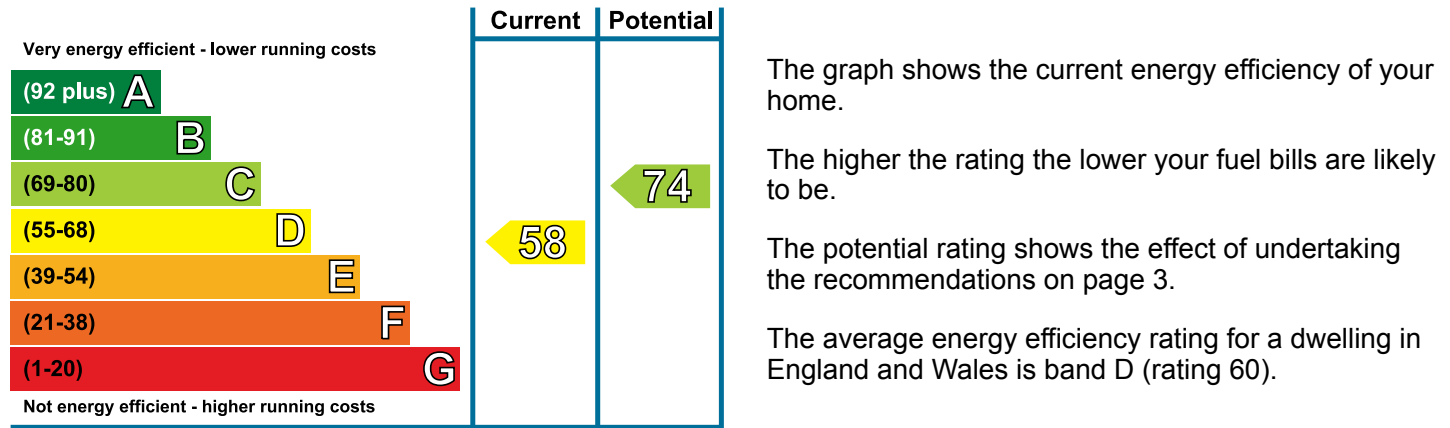 Current Potential
Very energy efficient - lower running costs
(92 plus) A
(81-91) B
(69-80) C
74
(55-68) D
58
(39-54) E
(21-38) F
(1-20) G
Not energy efficient - higher running costs
The graph shows the current energy efficiency of your
home.
The higher the rating the lower your fuel bills are likely
to be.
The potential rating shows the effect of undertaking
the recommendations on page 3.
The average energy efficiency rating for a dwelling in
England and Wales is band D (rating 60).